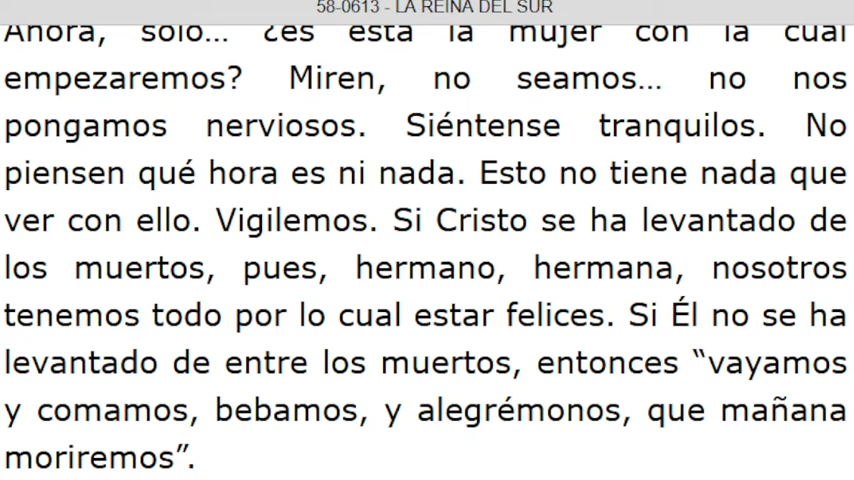 58-0613 - LA REINA DEL SUR
Ahora, sólo... ¿es esta la mujer con la cual
empezaremos? Miren, no seamos... no nos
pongamos nerviosos. Siéntense tranquilos. No
piensen qué hora es ni nada. Esto no tiene nada que
ver con ello. Vigilemos. Si Cristo se ha levantado de
los muertos, pues, hermano, hermana, nosotros
tenemos todo por lo cual estar felices. Si Él no se ha
levantado de entre los muertos, entonces “vayamos
y comamos, bebamos, y alegrémonos, que mañana
moriremos”.